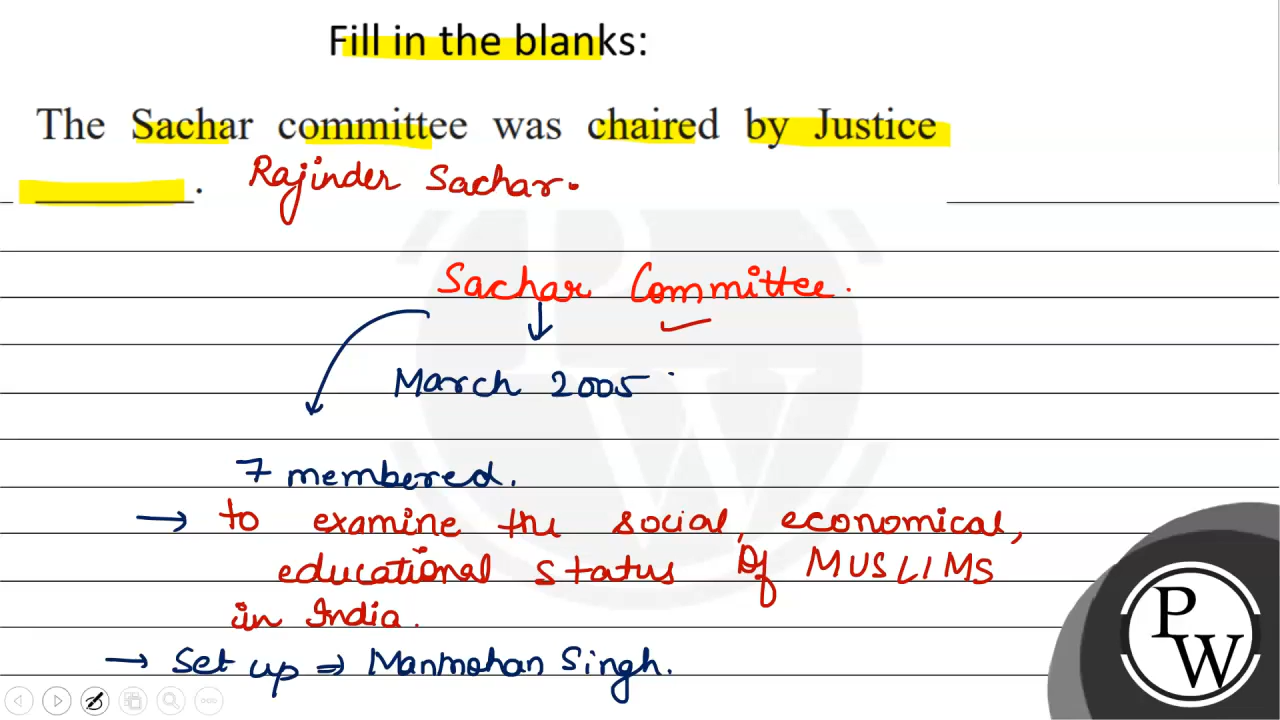 Fill in the blanks:
The Sachar committee was chaired by Justice
________. Rajinder Sachar.
Sachar Committee.
March 2005
7 membered.
→ to examine the social, economical,
educational status of MUSLIMS
in India.
→ Set up ⇒ Manmohan Singh.
P
W